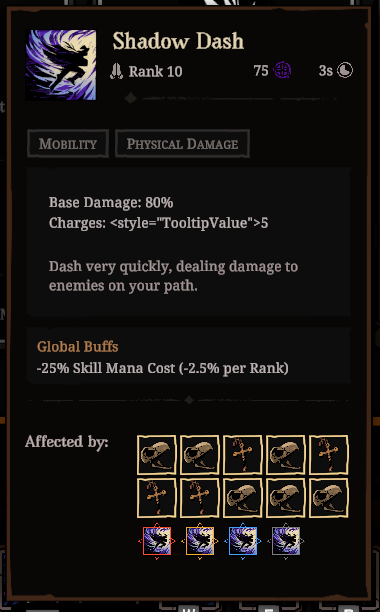 Shadow Dash
Rank 10 75 3s
MOBILITY PHYSICAL DAMAGE
Base Damage: 80%
Charges: <style="TooltipValue">5
Dash very quickly, dealing damage to
enemies on your path.
Global Buffs
-25% Skill Mana Cost (-2.5% per Rank)
Affected by: